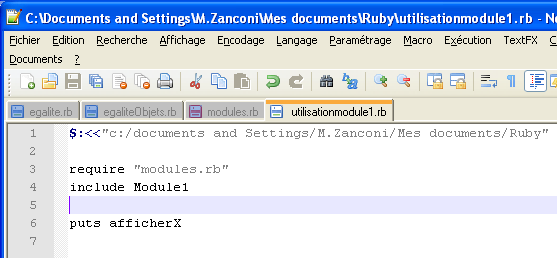 C:\Documents and Settings\M.Zanconi\Mes documents\Ruby\utilisationmodule1.rb - No
Fichier Edition Recherche Affichage Encodage Langage Paramétrage Macro Exécution TextFX
Documents ?
egalite.rb egaliteObjets.rb modules.rb utilisationmodule1.rb
1 $:<<"c:/documents and Settings/M.Zanconi/Mes documents/Ruby"
2
3 require "modules.rb"
4 include Module1
5
6 puts afficherX
7